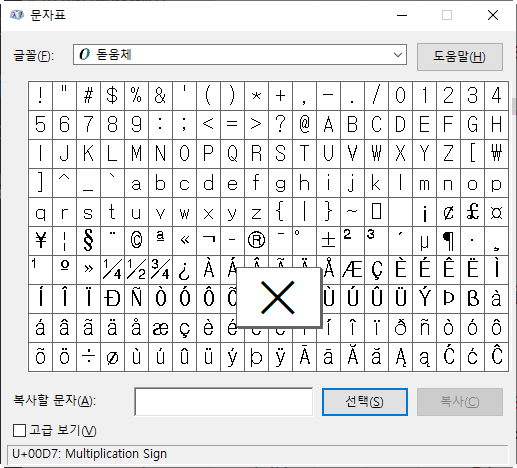 문자표
글꼴(F): O 돋움체 도움말(H)
! " # $ % & ' ( ) * + , - . / 0 1 2 3 4
5 6 7 8 9 : ; < = > ? @ A B C D E F G H
I J K L M N O P Q R S T U V W X Y Z [ ₩
] ^ _ ` a b c d e f g h i j k l m n o p
q r s t u v w x y z { | } ~ ¡ ¢ £ ¤
¥ ¦ § ¨ © ª « ¬ - ® ¯ ° ± ² ³ ´ µ ¶ · ¸
¹ º » ¼ ½ ¾ ¿ À Á Â Ã Ä Å Æ Ç È É Ê Ë Ì
Í Î Ï Ð Ñ Ò Ó Ô Õ × Ù Ú Û Ü Ý Þ ß à
á â ã ä å æ ç è é í î ï ð ñ ò ó ô
õ ö ÷ ø ù ú û ü ý þ ÿ Ā ā Ă ă Ą ą Ć ć Ĉ
복사할 문자(A): 선택(S) 복사(C)
고급 보기(V)
U+00D7: Multiplication Sign